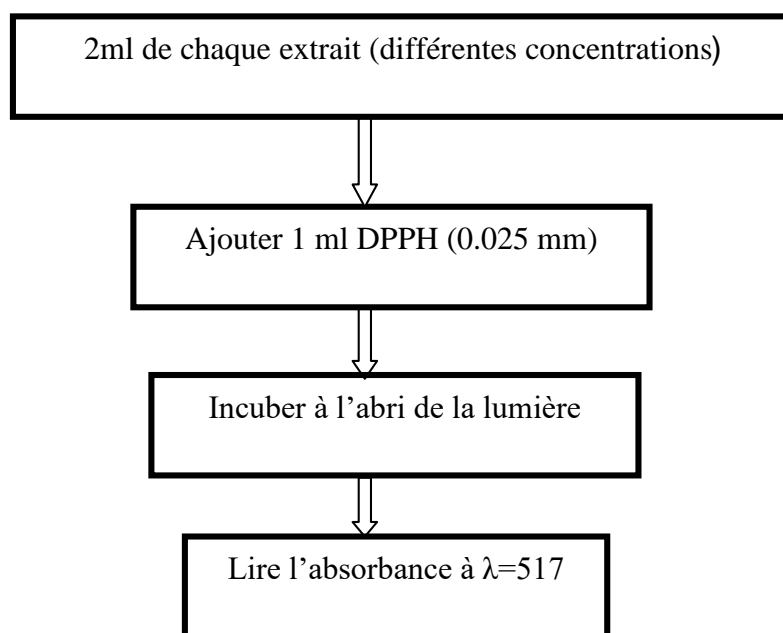 2ml de chaque extrait (différentes concentrations)
Ajouter 1 ml DPPH (0.025 mm)
Incuber à l’abri de la lumière
Lire l’absorbance à λ=517